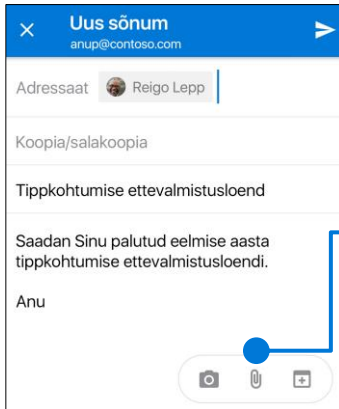 Uus sõnum
anup@contoso.com
Adressaat Reigo Lepp
Koopia/salakoopia
Tippkohtumise ettevalmistusloend
Saadan Sinu palutud eelmise aasta
tippkohtumise ettevalmistusloendi.
Anu